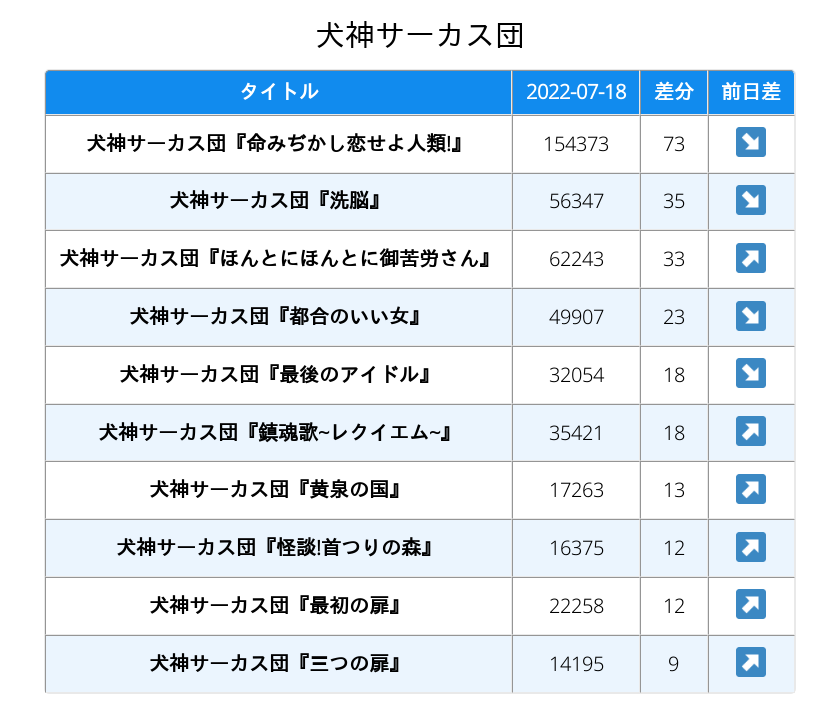 犬神サーカス団
タイトル 2022-07-18 差分 前日差
犬神サーカス団『命みぢかし恋せよ人類!』 154373 73 ↘
犬神サーカス団『洗脳』 56347 35 ↘
犬神サーカス団『ほんとにほんとに御苦労さん』 62243 33 ↗
犬神サーカス団『都合のいい女』 49907 23 ↘
犬神サーカス団『最後のアイドル』 32054 18 ↘
犬神サーカス団『鎮魂歌~レクイエム~』 35421 18 ↗
犬神サーカス団『黄泉の国』 17263 13 ↗
犬神サーカス団『怪談!首つりの森』 16375 12 ↗
犬神サーカス団『最初の扉』 22258 12 ↗
犬神サーカス団『三つの扉』 14195 9 ↗